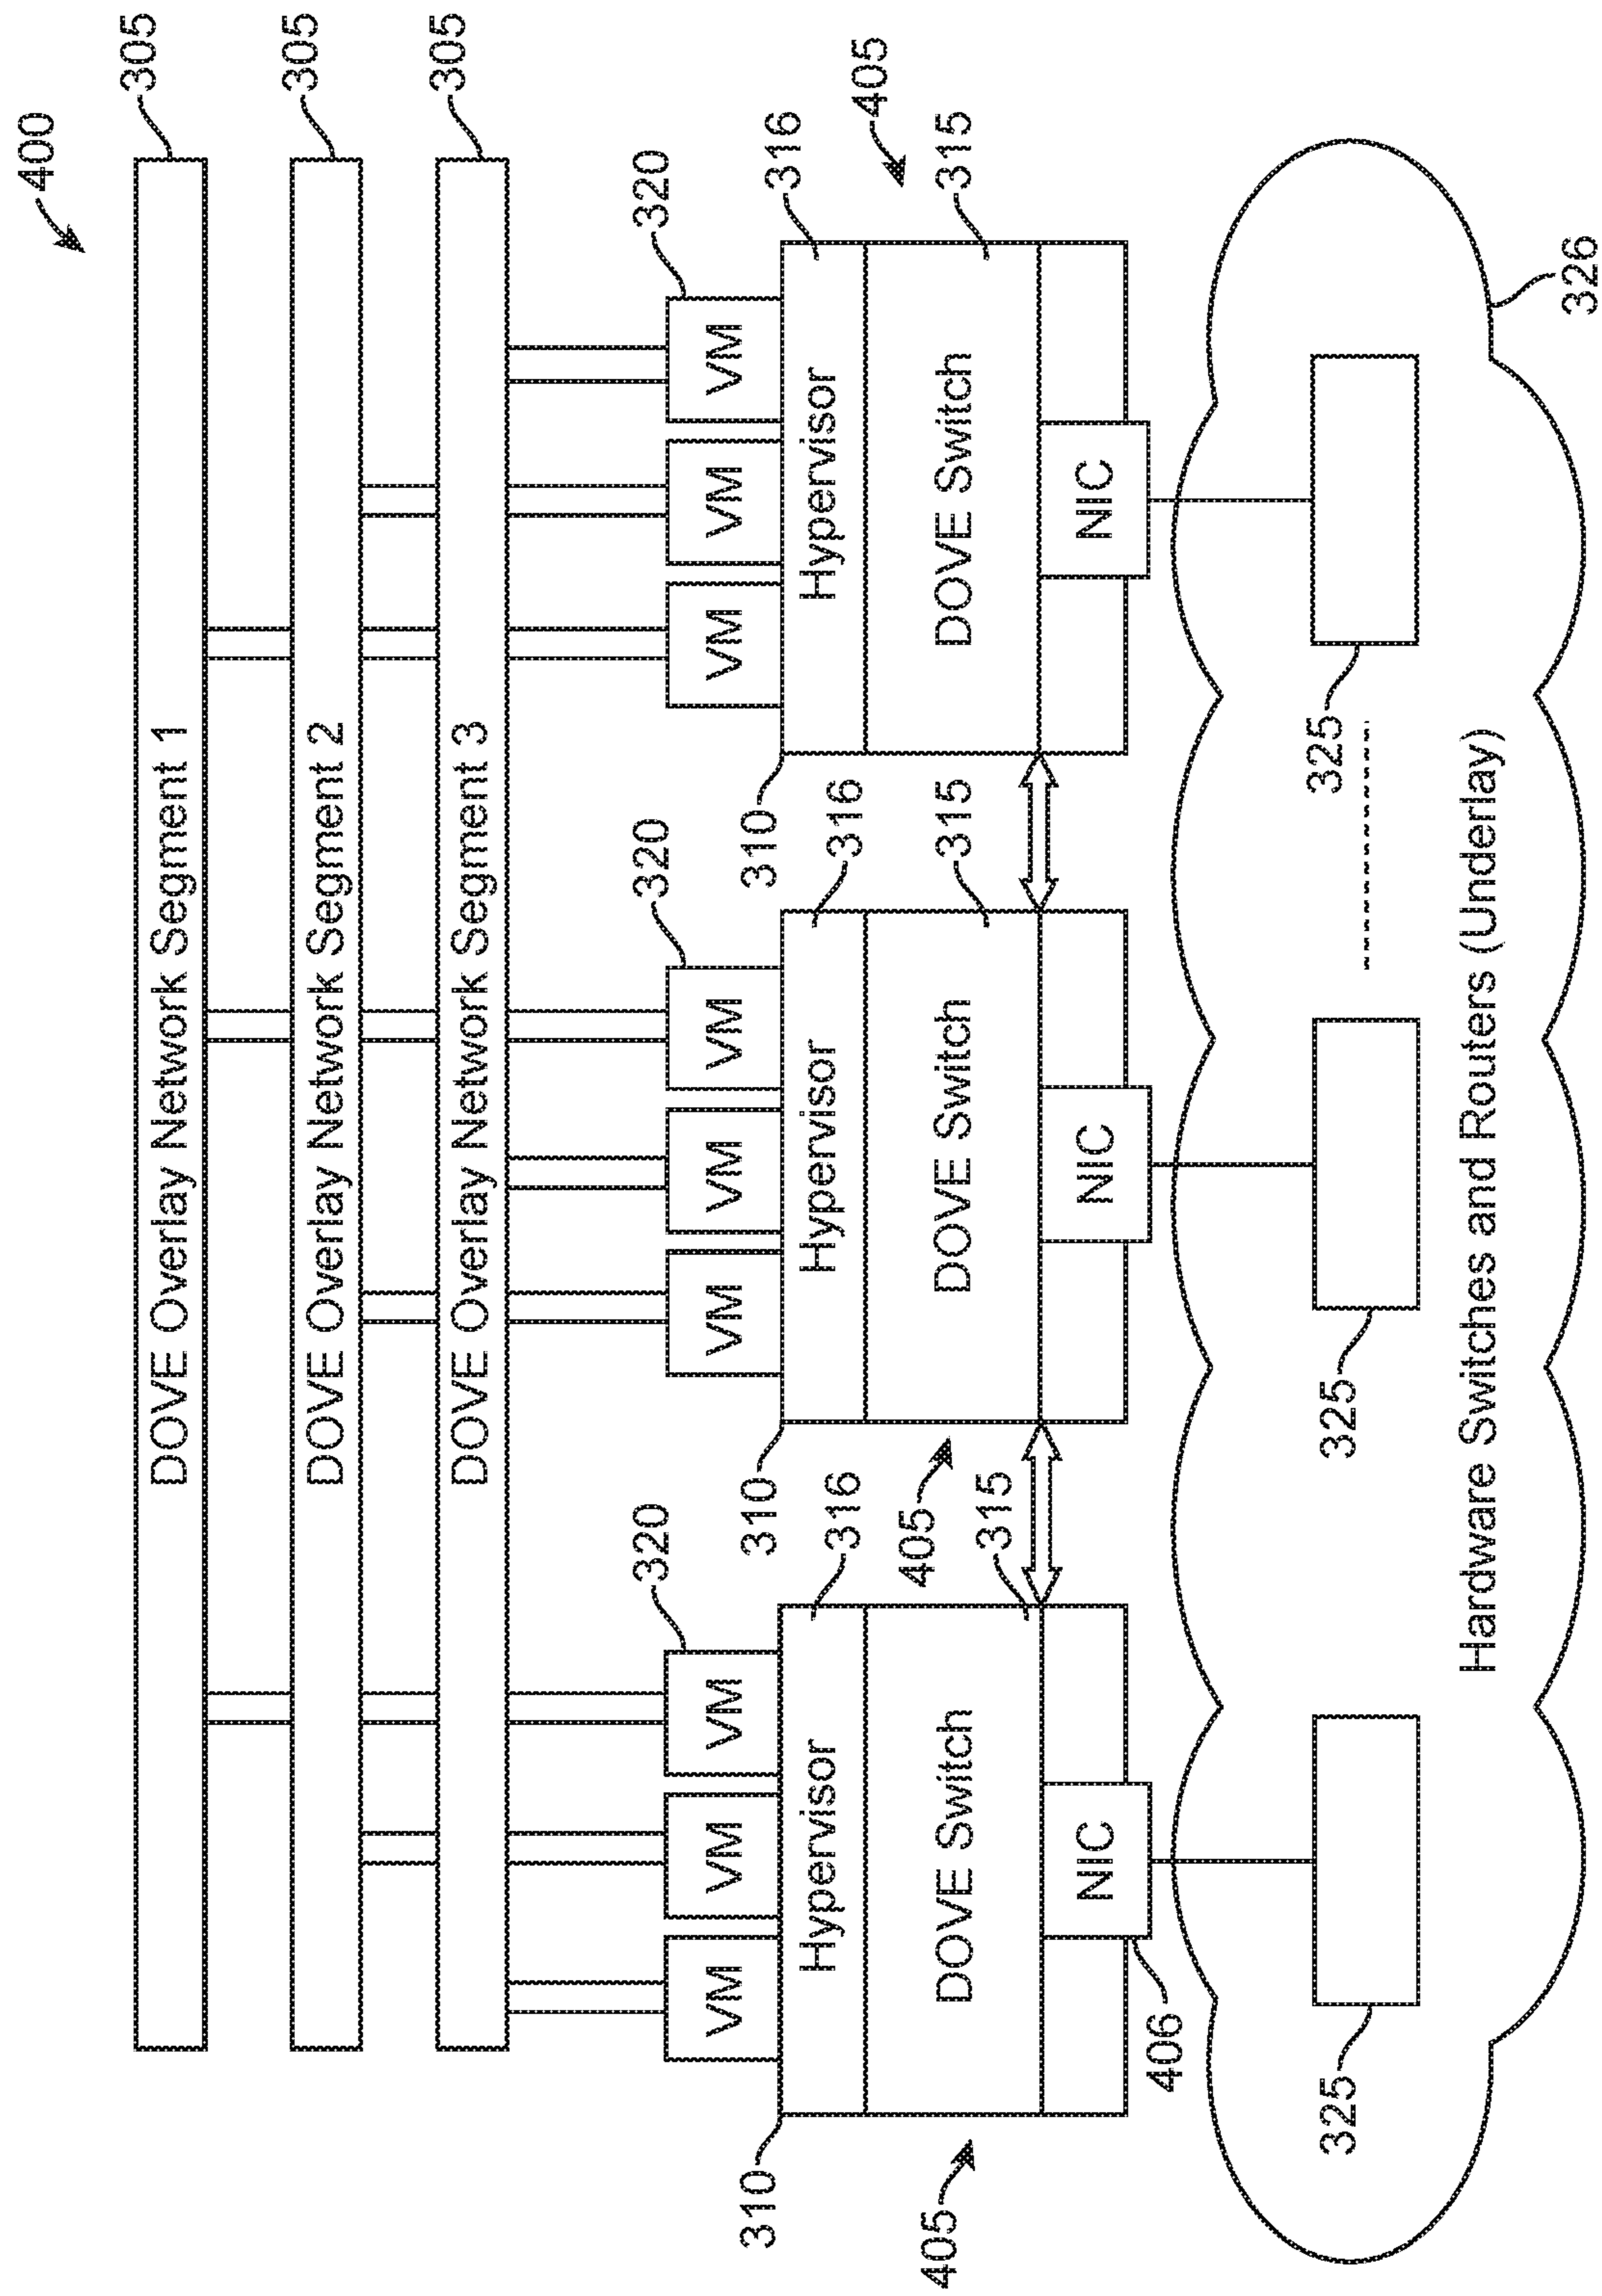 400
DOVE Overlay Network Segment 1
305
DOVE Overlay Network Segment 2
305
DOVE Overlay Network Segment 3
305
320
320
320
VM VM VM
VM VM VM
VM VM VM
310
316
310
316
310
316
Hypervisor
Hypervisor
Hypervisor
405
405
405
315
315
315
DOVE Switch
DOVE Switch
DOVE Switch
NIC
NIC
NIC
406
325
325
325
Hardware Switches and Routers (Underlay)
326